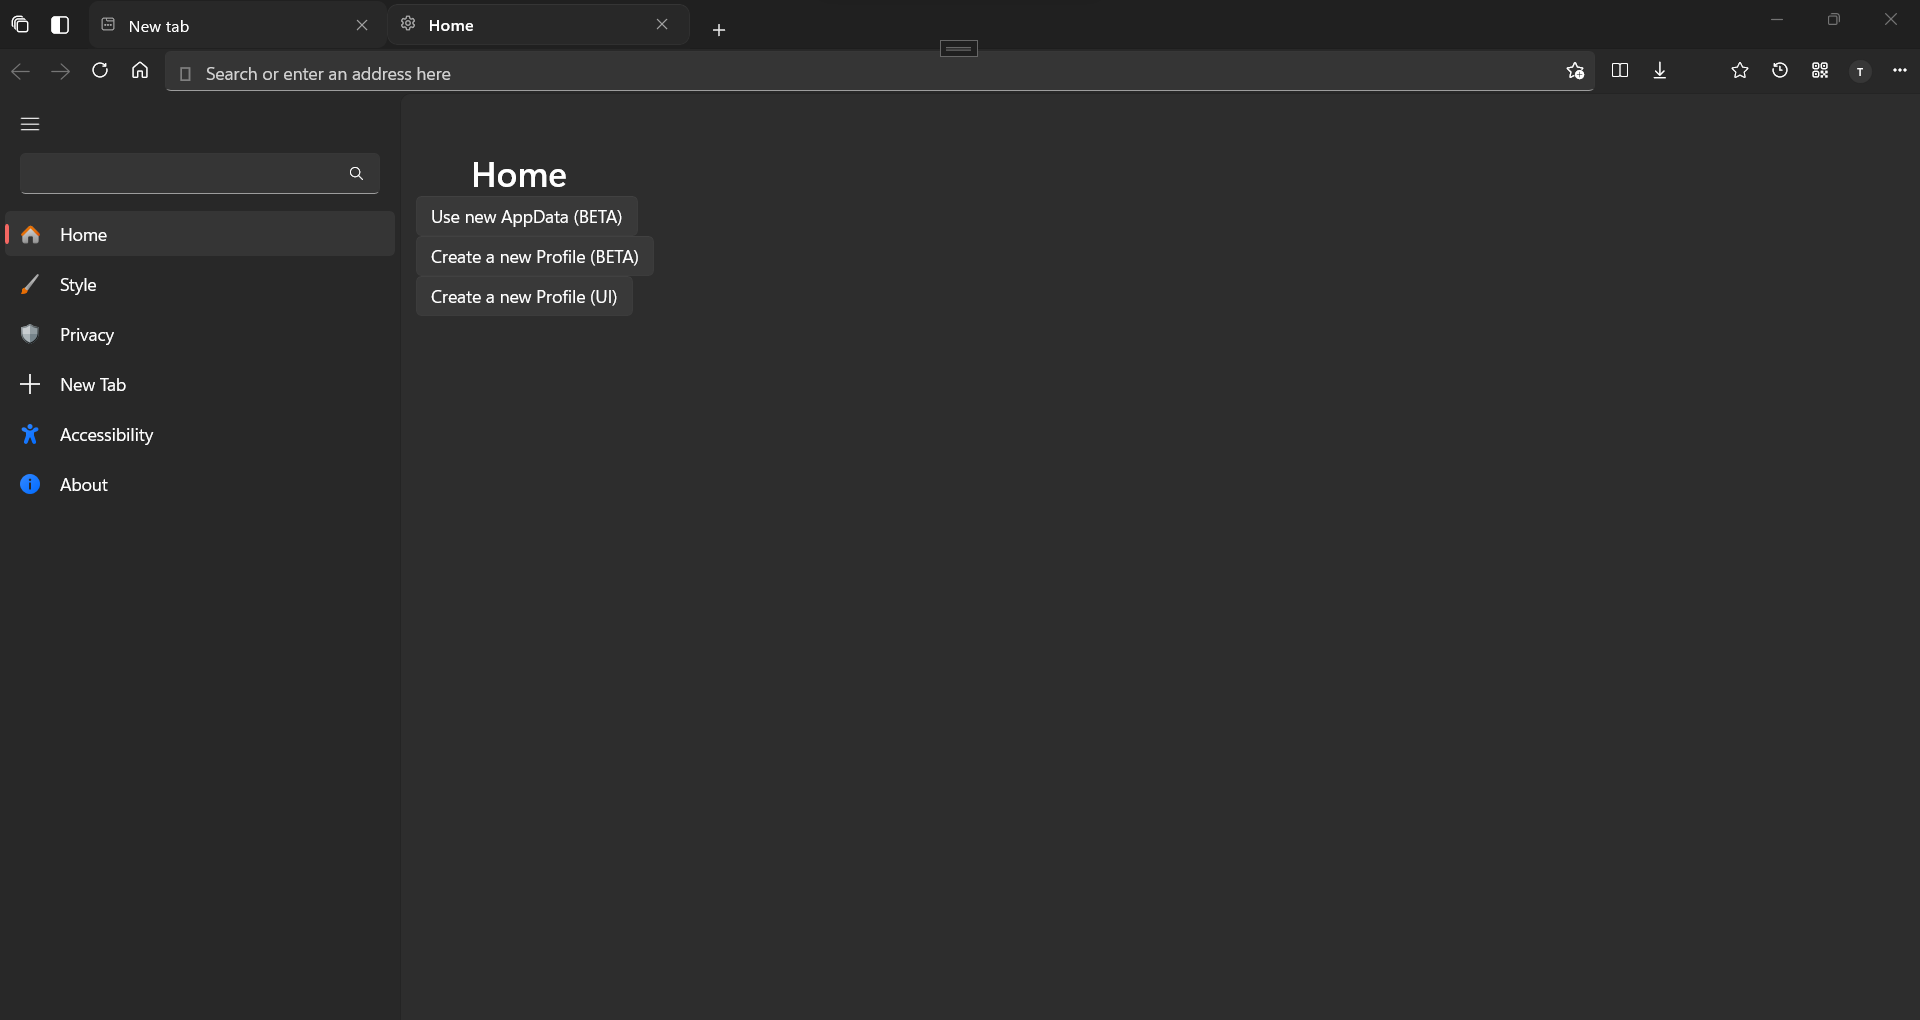 New tab
Home
Search or enter an address here
T
Home
Style
Privacy
New Tab
Accessibility
About
Home
Use new AppData (BETA)
Create a new Profile (BETA)
Create a new Profile (UI)